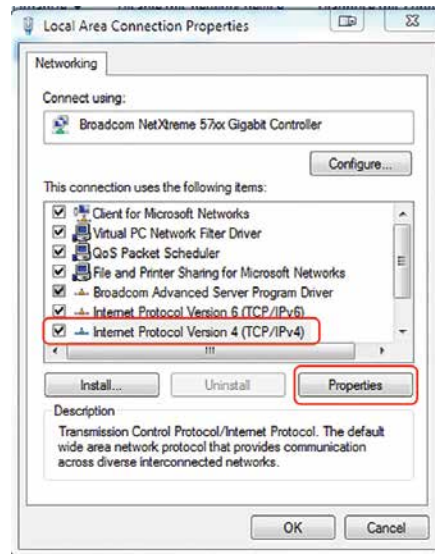 Local Area Connection Properties
Networking
Connect using:
Broadcom NetXtreme 57xx Gigabit Controller
Configure...
This connection uses the following items:
Client for Microsoft Networks
Virtual PC Network Filter Driver
QoS Packet Scheduler
File and Printer Sharing for Microsoft Networks
Broadcom Advanced Server Program Driver
Internet Protocol Version 6 (TCP/IPv6)
Internet Protocol Version 4 (TCP/IPv4)
Install... Uninstall Properties
Description
Transmission Control Protocol/Internet Protocol. The default
wide area network protocol that provides communication
across diverse interconnected networks.
OK Cancel